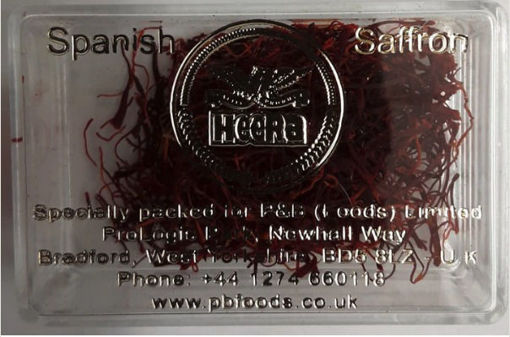 Spanish Saffron
HEERA
Specially packed for P&B (Foods) Limited
ProLogis Park, Newhall Way
Bradford, West Yorkshire, BD5 8LZ - U.K
Phone: +44 1274 660118
www.pbfoods.co.uk